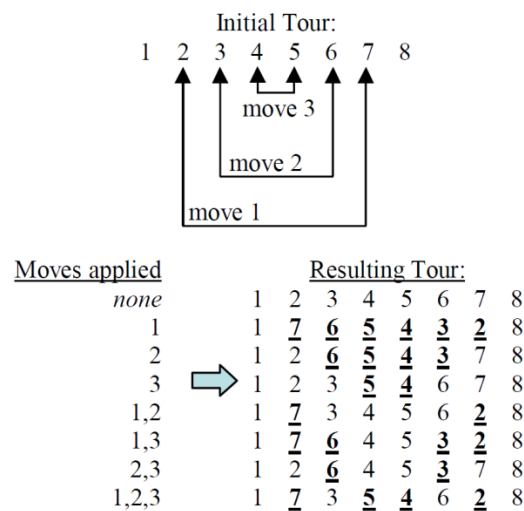 Initial Tour:
1 2 3 4 5 6 7 8
move 3
move 2
move 1
Moves applied Resulting Tour:
none 1 2 3 4 5 6 7 8
1 1 7 6 5 4 3 2 8
2 1 2 6 5 4 3 7 8
3 1 2 3 5 4 6 7 8
1,2 1 7 3 4 5 6 2 8
1,3 1 7 6 4 5 3 2 8
2,3 1 2 6 4 5 3 7 8
1,2,3 1 7 3 5 4 6 2 8